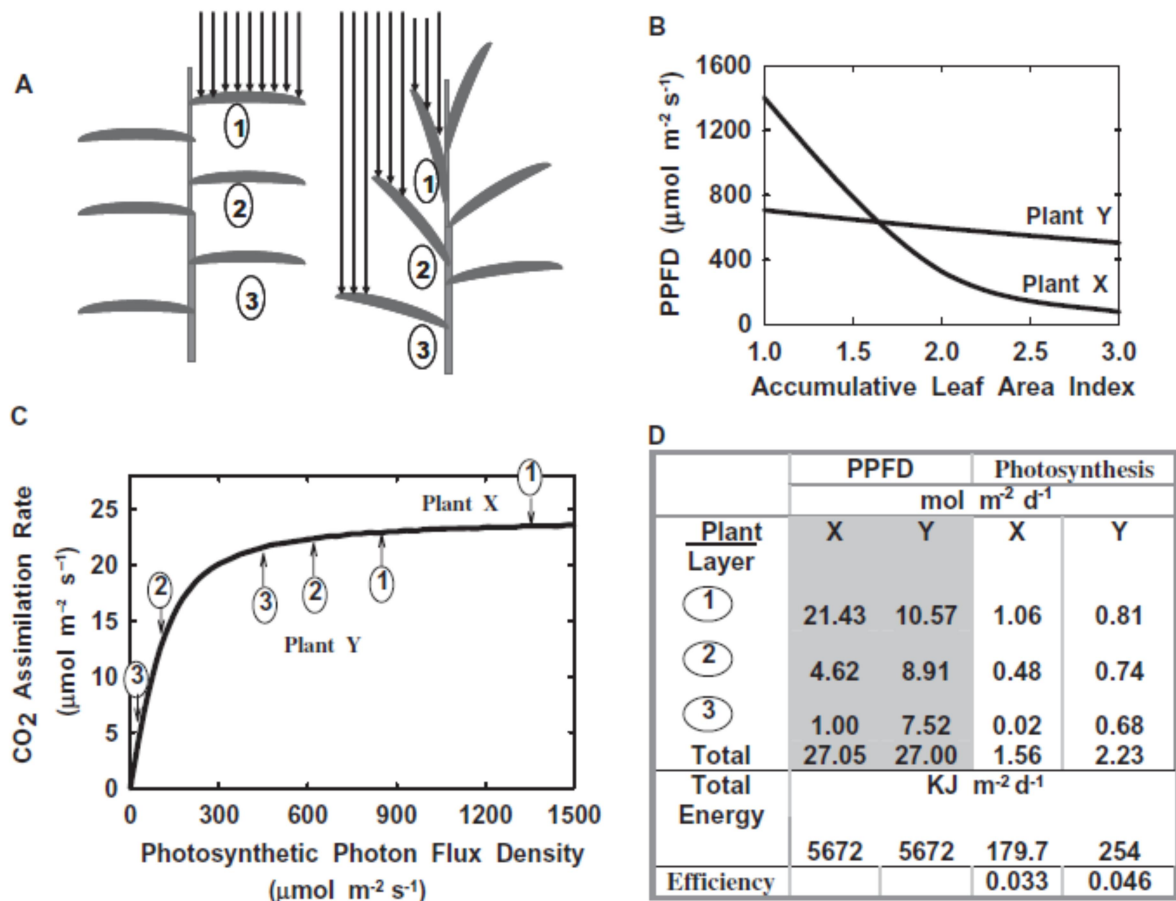 A
1
2
3
1
2
3
B
PPFD (μmol m-2 s-1)
1600
1200
800
400
0
Plant Y
Plant X
1.0 1.5 2.0 2.5 3.0
Accumulative Leaf Area Index
C
CO2 Assimilation Rate
(μmol m-2 s-1)
25
20
15
10
5
0
Plant X
1
2
3
3
2
1
Plant Y
0 300 600 900 1200 1500
Photosynthetic Photon Flux Density
(μmol m-2 s-1)
D
PPFD Photosynthesis
mol m-2 d-1
Plant X Y X Y
Layer
1
21.43 10.57 1.06 0.81
2
4.62 8.91 0.48 0.74
3
1.00 7.52 0.02 0.68
Total 27.05 27.00 1.56 2.23
Total KJ m-2 d-1
Energy
5672 5672 179.7 254
Efficiency 0.033 0.046